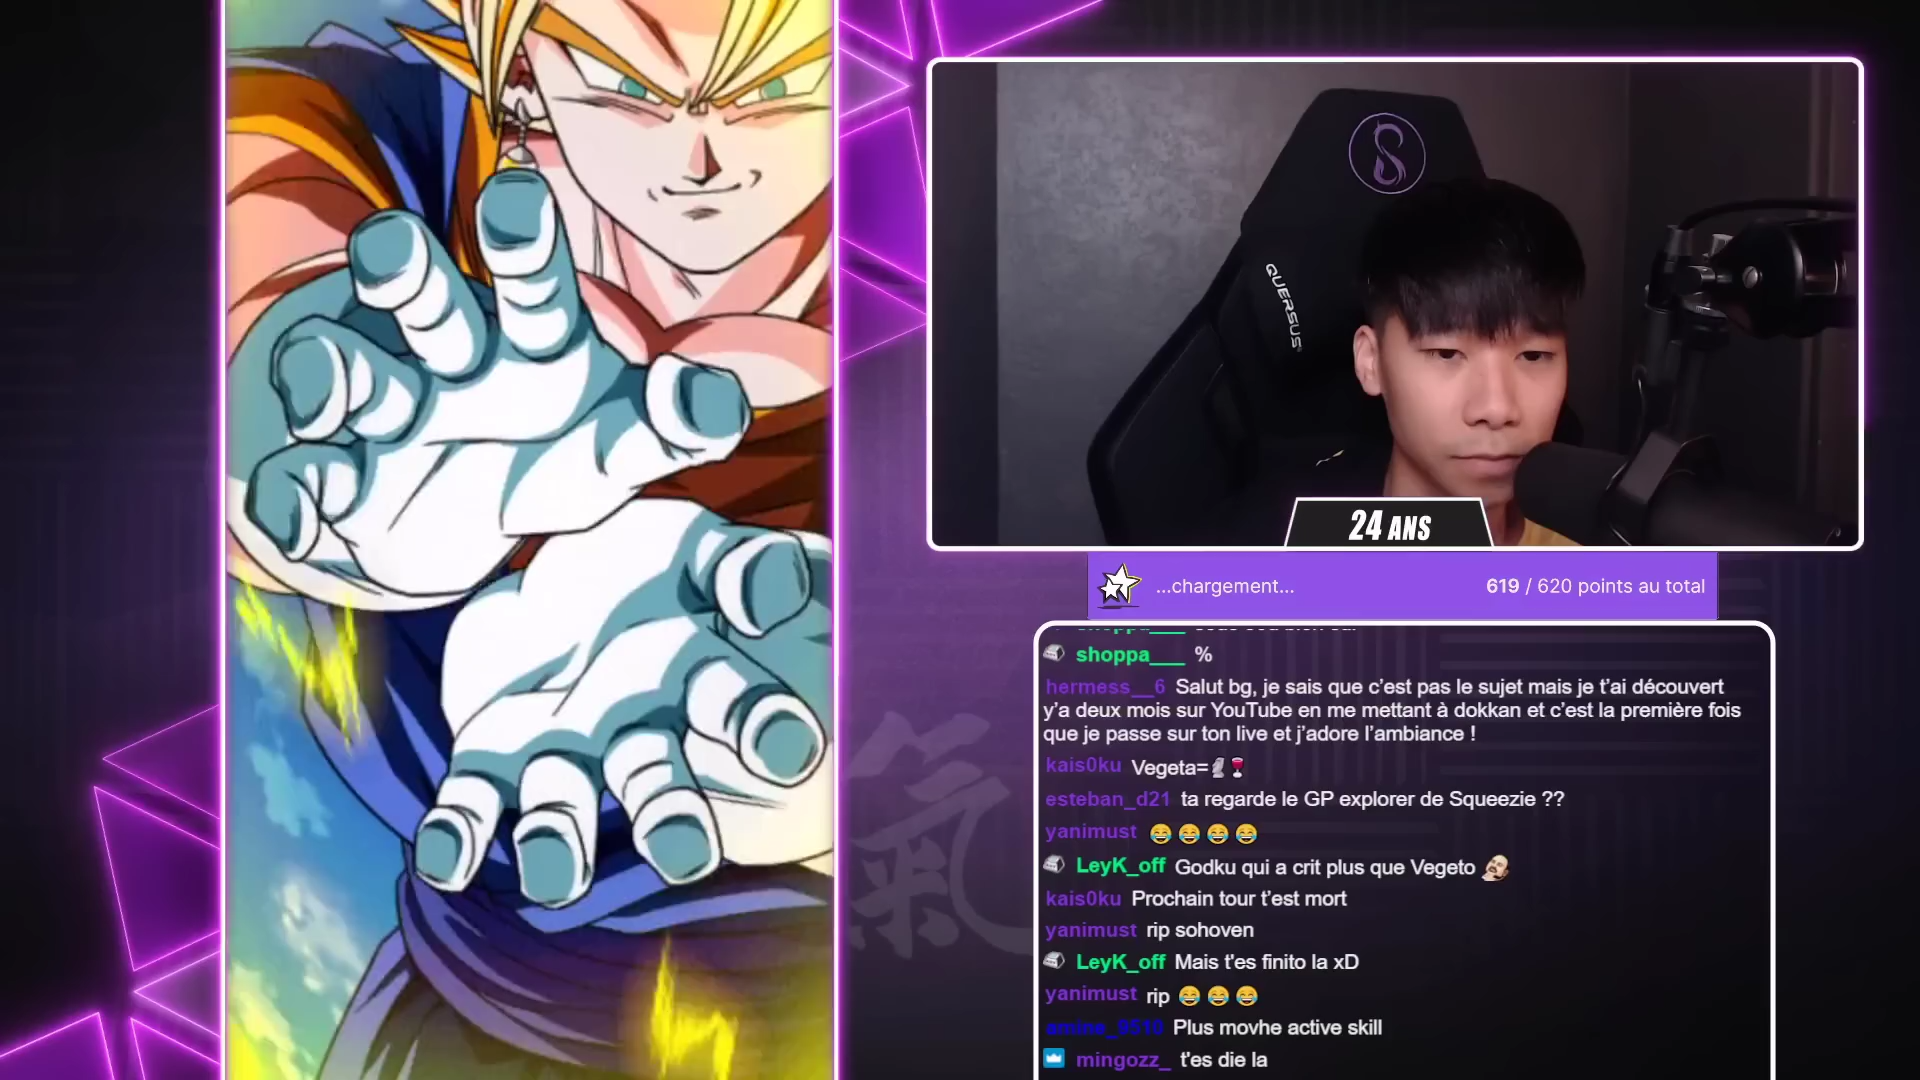 QUERSUS
24 ANS
...chargement... 619 / 620 points au total
shoppa___ %
hermess__6 Salut bg, je sais que c’est pas le sujet mais je t’ai découvert
y’a deux mois sur YouTube en me mettant à dokkan et c’est la première fois
que je passe sur ton live et j’adore l’ambiance !
kais0ku Vegeta=🗿🍷
esteban_d21 ta regarde le GP explorer de Squeezie ??
yanimust 😂 😂 😂 😂
LeyK_off Godku qui a crit plus que Vegeto
kais0ku Prochain tour t’est mort
yanimust rip sohoven
LeyK_off Mais t'es finito la xD
yanimust rip 😂 😂 😂
amine_9510 Plus movhe active skill
mingozz_ t'es die la
氣